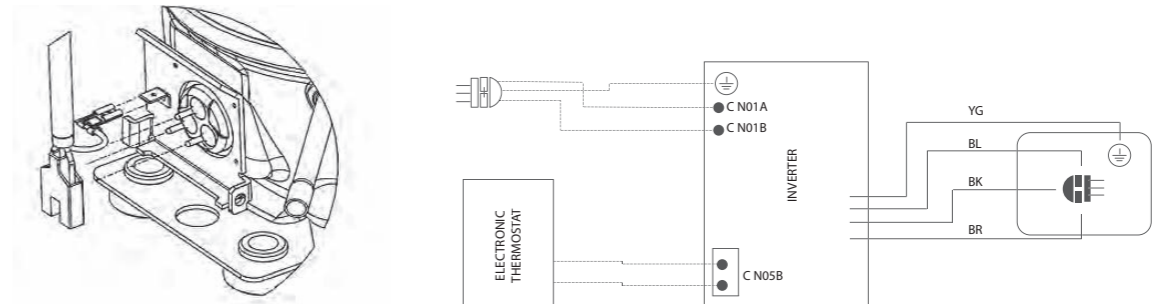 C N01A
C N01B
INVERTER
YG
BL
BK
BR
ELECTRONIC
THERMOSTAT
C N05B